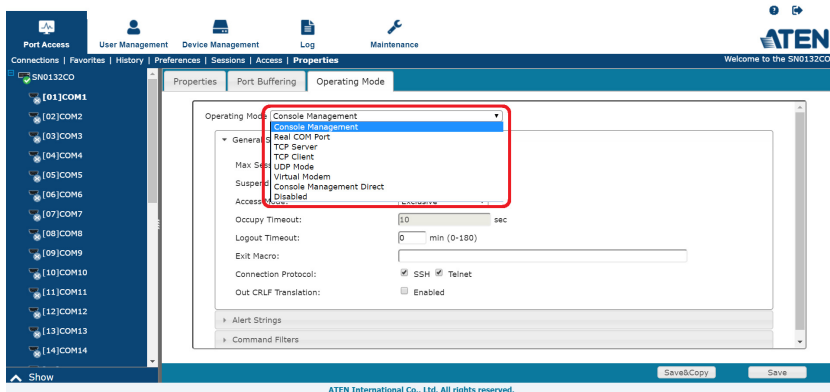 Port Access
User Management
Device Management
Log
Maintenance
ATEN
Connections | Favorites | History | Preferences | Sessions | Access | Properties
Welcome to the SN0132CO
SN0132CO
[01]COM1
[02]COM2
[03]COM3
[04]COM4
[05]COM5
[06]COM6
[07]COM7
[08]COM8
[09]COM9
[10]COM10
[11]COM11
[12]COM12
[13]COM13
[14]COM14
Show
Properties
Port Buffering
Operating Mode
Operating Mode Console Management
Console Management
Real COM Port
TCP Server
TCP Client
UDP Mode
Virtual Modem
Console Management Direct
Disabled
General S
Max Sess
Suspend
Access Mode: Exclusive
Occupy Timeout: 10 sec
Logout Timeout: 0 min (0-180)
Exit Macro:
Connection Protocol: SSH Telnet
Out CRLF Translation: Enabled
Alert Strings
Command Filters
Save&Copy
Save
ATEN International Co., Ltd. All rights reserved.